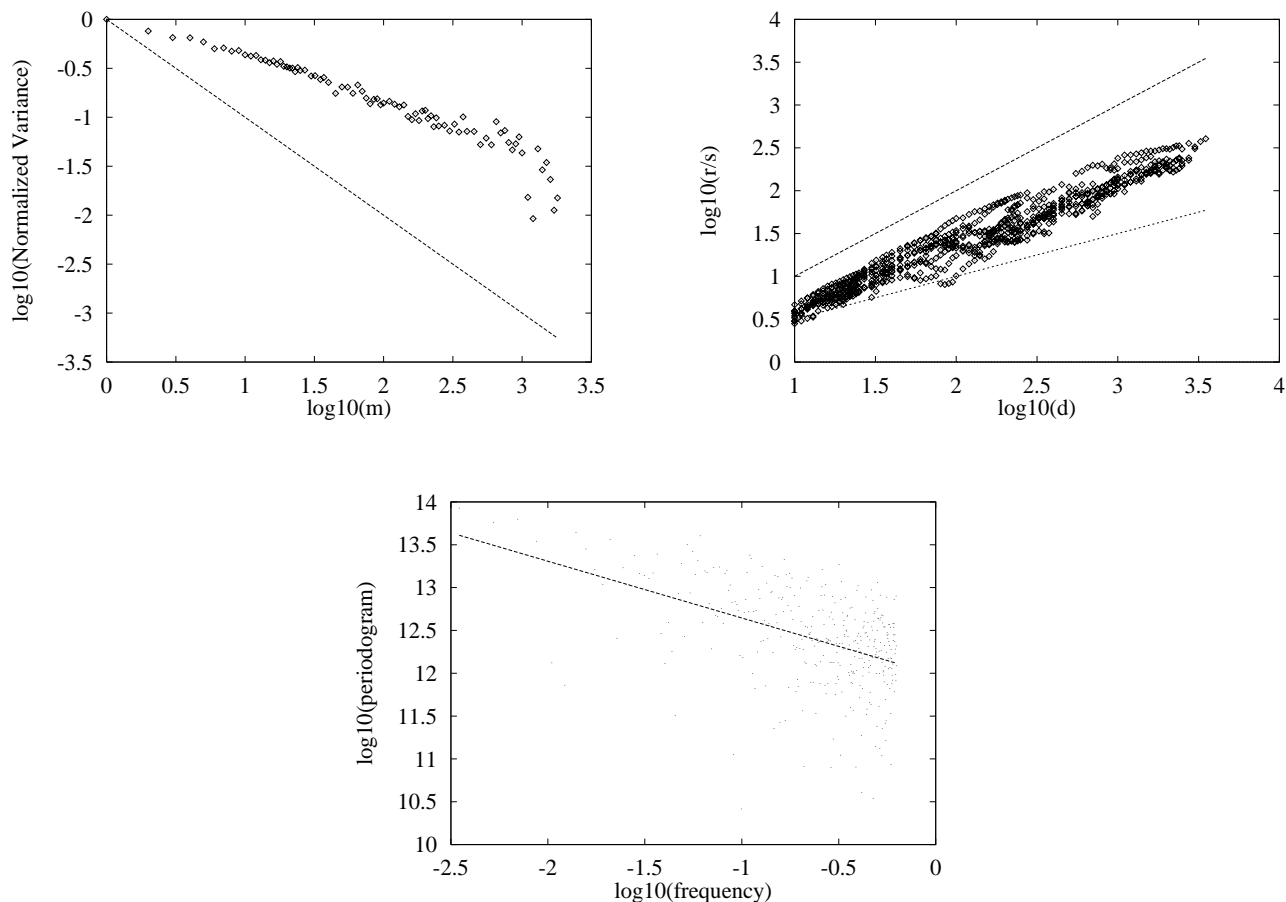 0
-0.5
-1
-1.5
-2
-2.5
-3
-3.5
0 0.5 1 1.5 2 2.5 3 3.5
log10(Normalized Variance)
log10(m)
4
3.5
3
2.5
2
1.5
1
0.5
0
1 1.5 2 2.5 3 3.5 4
log10(r/s)
log10(d)
14
13.5
13
12.5
12
11.5
11
10.5
10
-2.5 -2 -1.5 -1 -0.5 0
log10(periodogram)
log10(frequency)